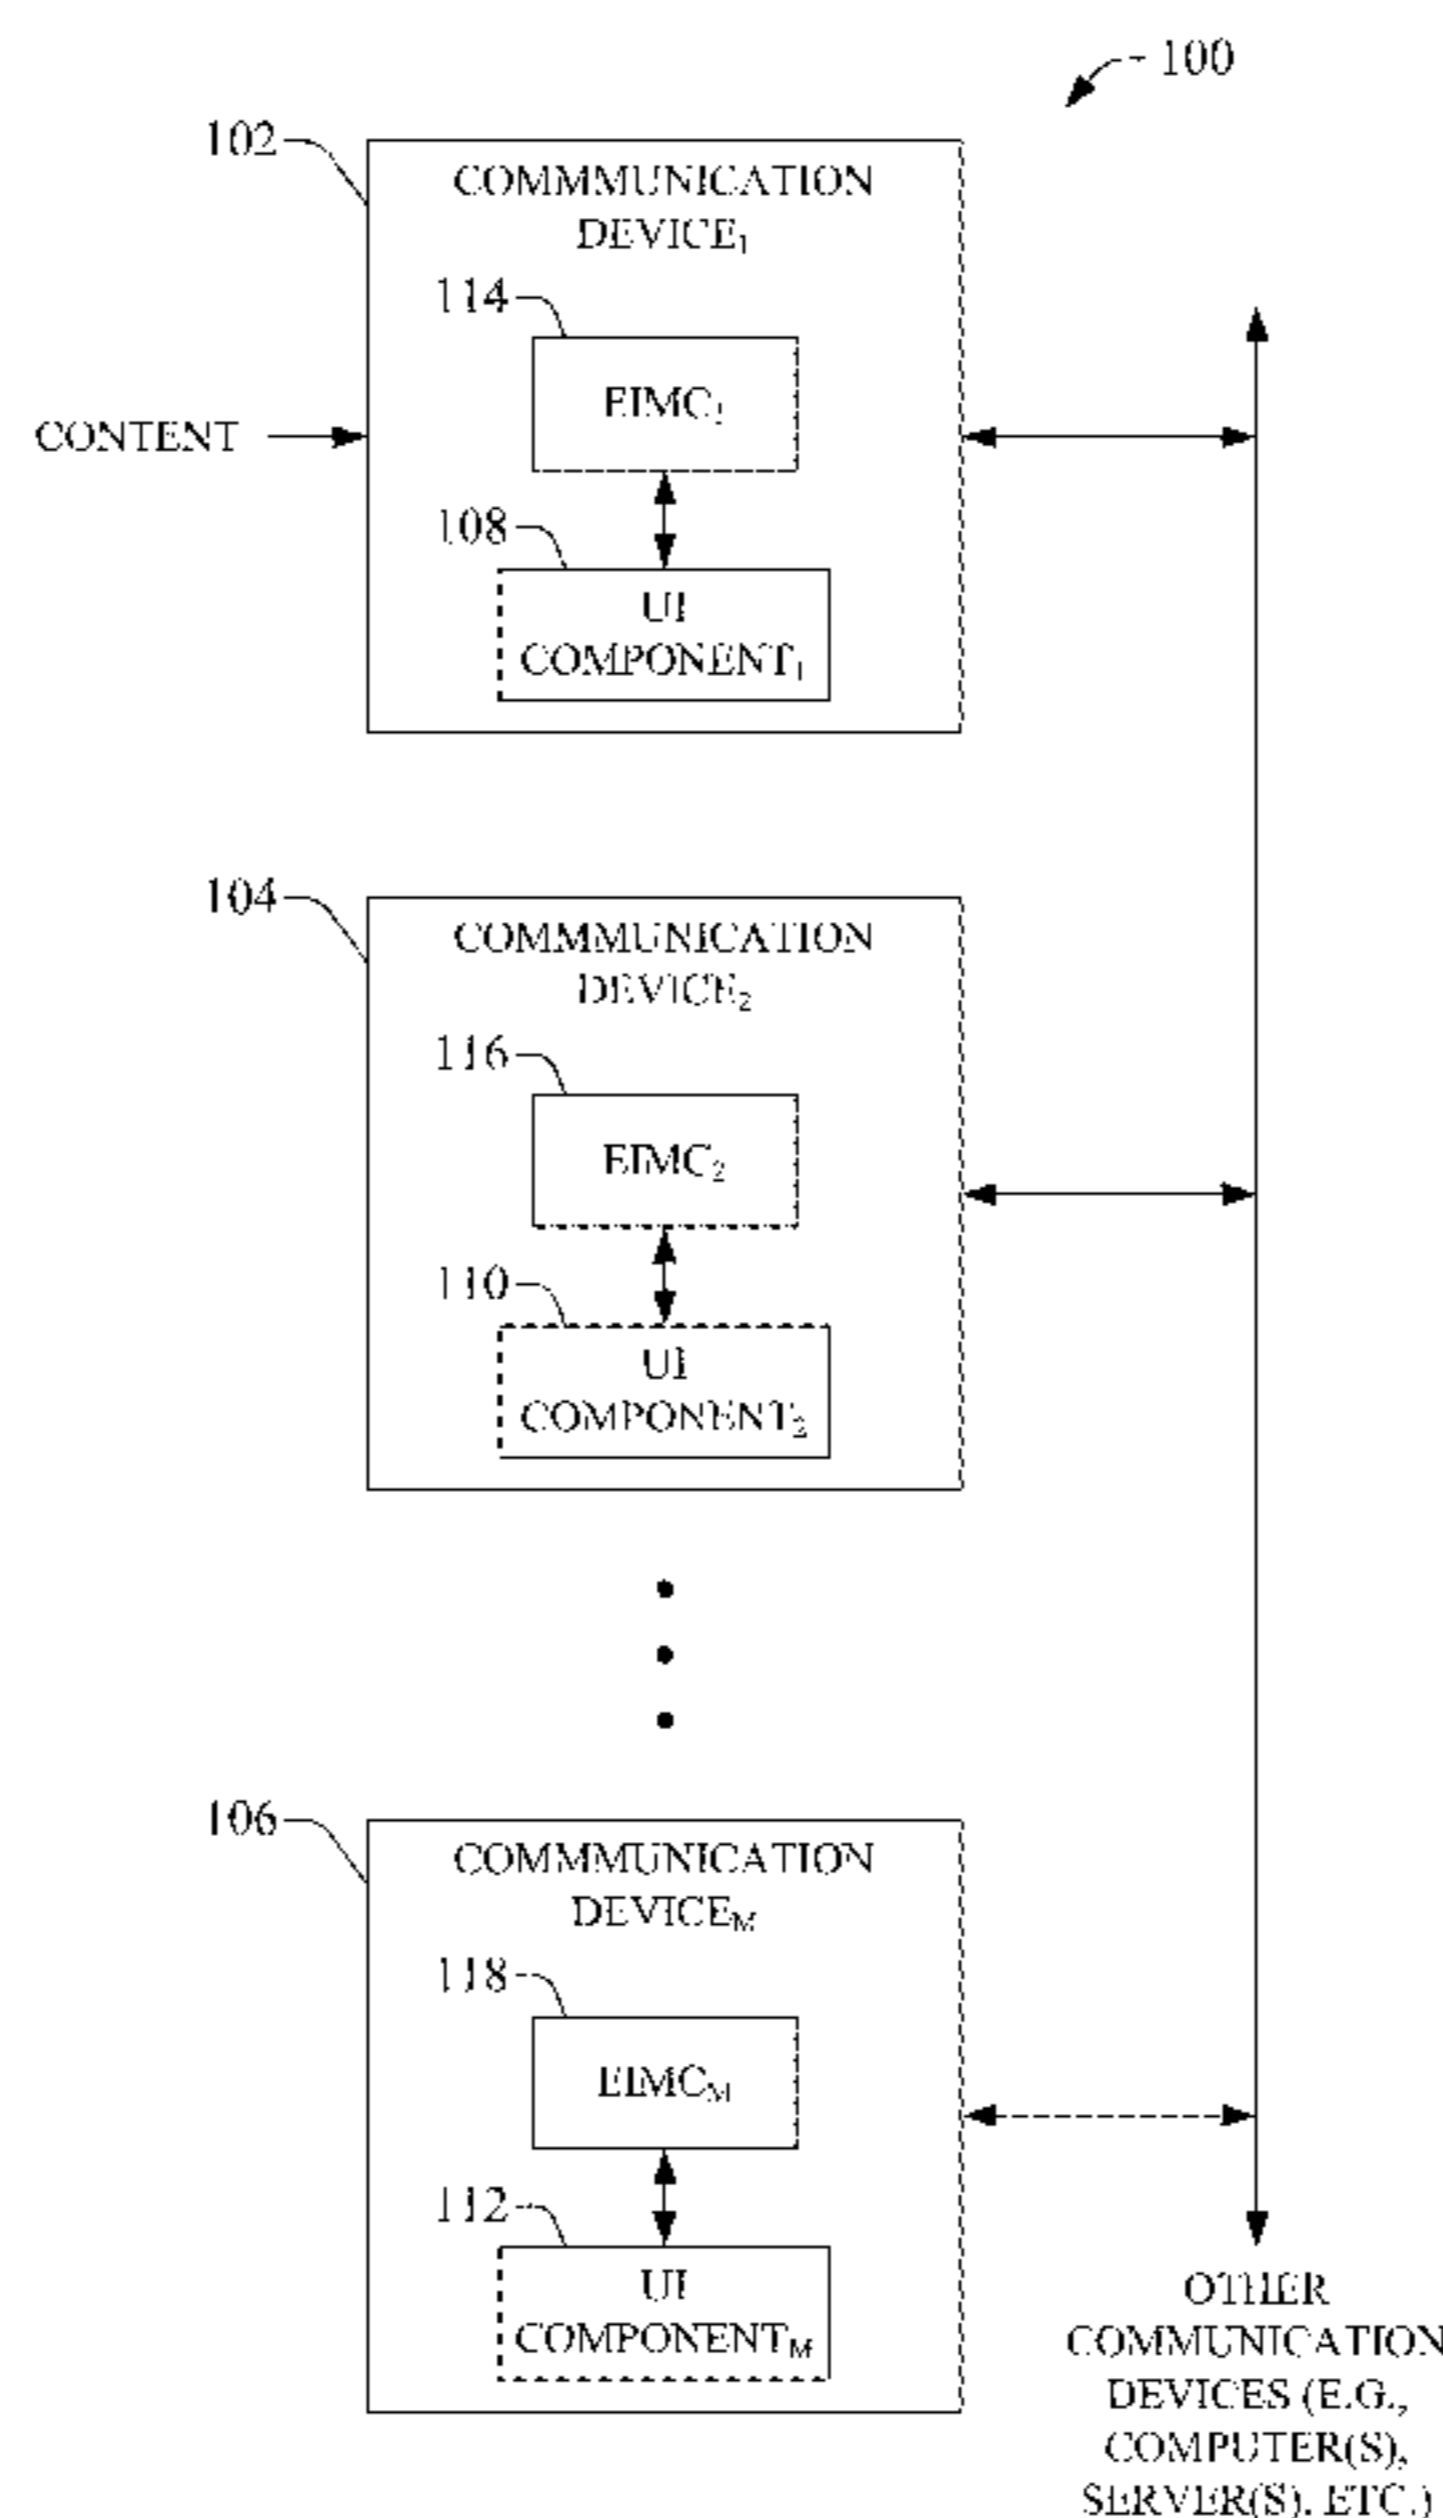 100
102
COMMMUNICATION
DEVICE₁
114
EIMC₁
CONTENT
108
UI
COMPONENT₁
104
COMMMUNICATION
DEVICE₂
116
EIMC₂
110
UI
COMPONENT₂
106
COMMMUNICATION
DEVICEₘ
118
EIMCₘ
112
UI
COMPONENTₘ
OTHER
COMMUNICATION
DEVICES (E.G.,
COMPUTER(S),
SERVER(S), ETC.)